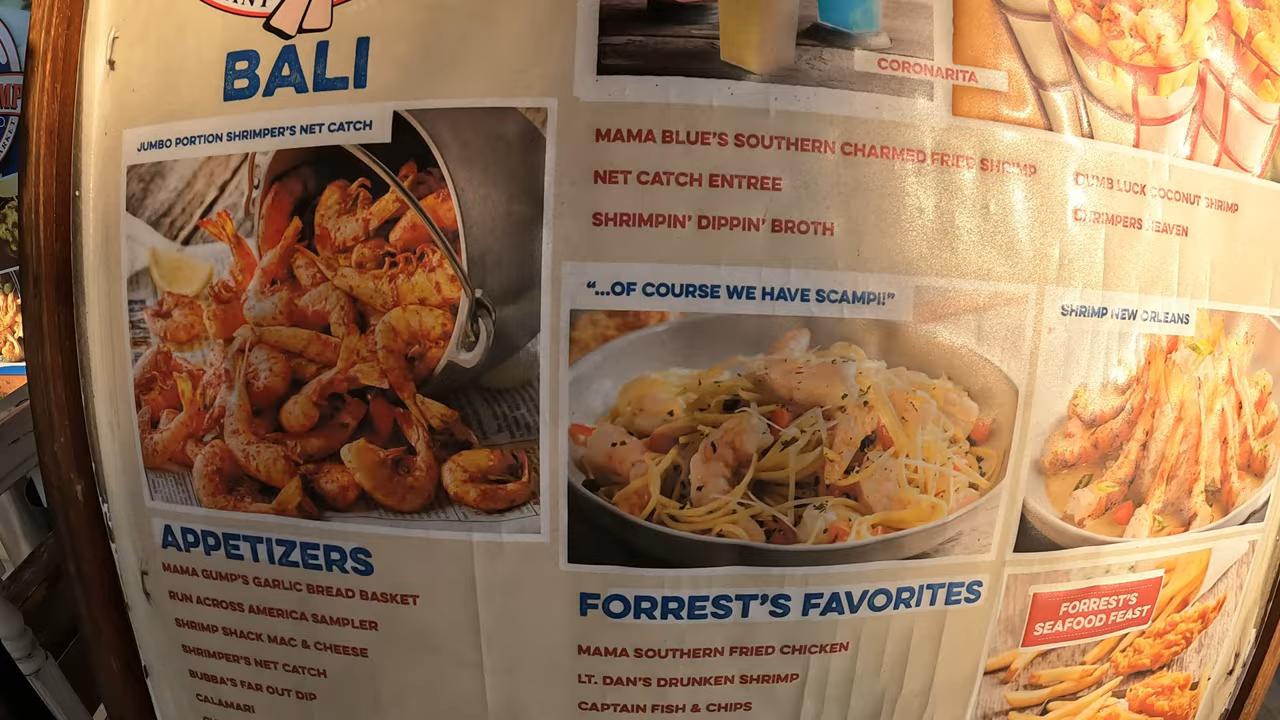 BALI
JUMBO PORTION SHRIMPER'S NET CATCH
APPETIZERS
MAMA GUMP'S GARLIC BREAD BASKET
RUN ACROSS AMERICA SAMPLER
SHRIMP SHACK MAC & CHEESE
SHRIMPER'S NET CATCH
BUBBA'S FAR OUT DIP
CALAMARI
CORONARITA
MAMA BLUE'S SOUTHERN CHARMED FRIED SHRIMP
NET CATCH ENTREE
SHRIMPIN' DIPPIN' BROTH
"...OF COURSE WE HAVE SCAMPI!"
FORREST'S FAVORITES
MAMA SOUTHERN FRIED CHICKEN
LT. DAN'S DRUNKEN SHRIMP
CAPTAIN FISH & CHIPS
DUMB LUCK COCONUT SHRIMP
SHRIMPERS HEAVEN
SHRIMP NEW ORLEANS
FORREST'S
SEAFOOD FEAST